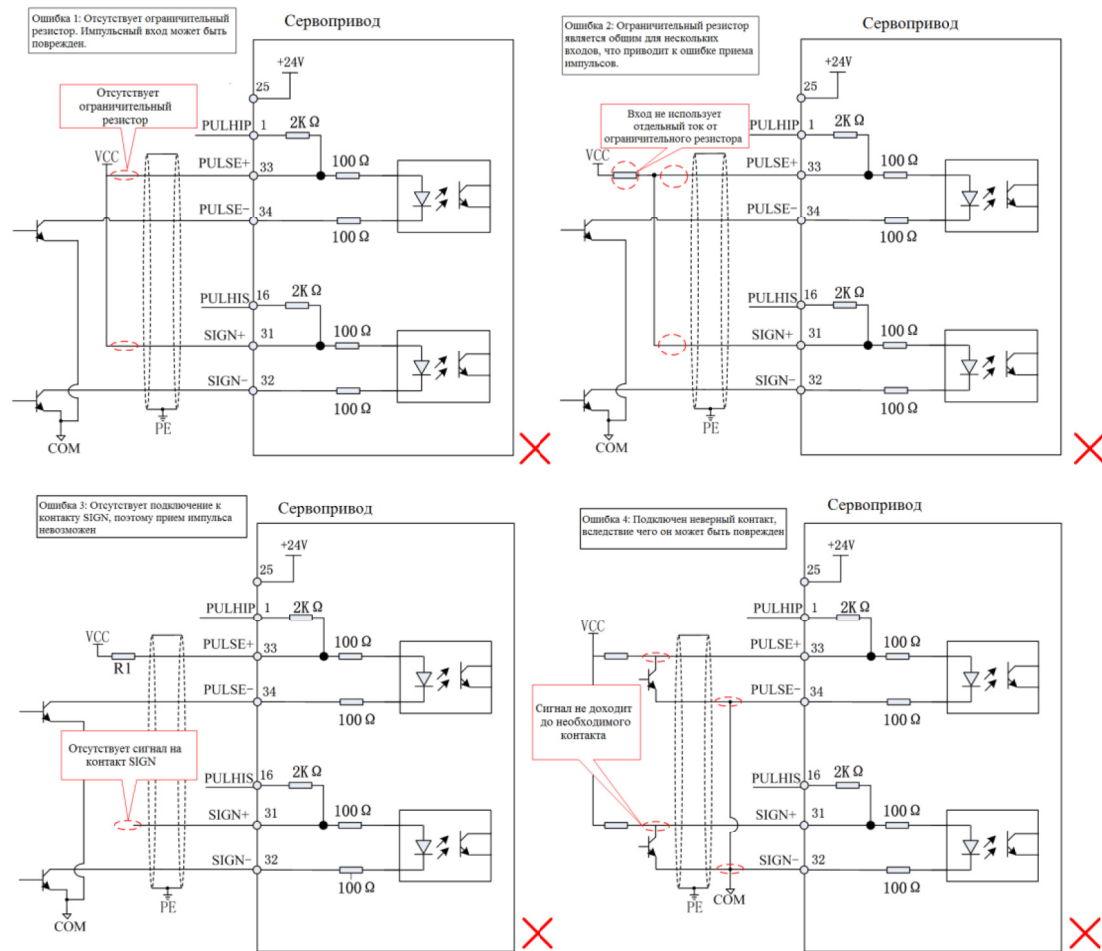 Ошибка 1: Отсутствует ограничительный
резистор. Импульсный вход может быть
поврежден.
Сервопривод
+24V
25
Отсутствует
ограничительный
резистор
PULHIP 1 2K Ω
VCC
PULSE+ 33 100 Ω
PULSE− 34
100 Ω
PULHIS 16 2K Ω
SIGN+ 31 100 Ω
SIGN− 32
100 Ω
PE
COM
Ошибка 2: Ограничительный резистор
является общим для нескольких
входов, что приводит к ошибке приема
импульсов.
Сервопривод
+24V
25
Вход не использует
отдельный ток от
ограничительного резистора
PULHIP 1 2K Ω
VCC
PULSE+ 33 100 Ω
PULSE− 34
100 Ω
PULHIS 16 2K Ω
SIGN+ 31 100 Ω
SIGN− 32
100 Ω
PE
COM
Ошибка 3: Отсутствует подключение к
контакту SIGN, поэтому прием импульса
невозможен
Сервопривод
+24V
25
PULHIP 1 2K Ω
VCC
R1
PULSE+ 33 100 Ω
PULSE− 34
100 Ω
Отсутствует сигнал на
контакт SIGN
PULHIS 16 2K Ω
SIGN+ 31 100 Ω
SIGN− 32
100 Ω
PE
COM
Ошибка 4: Подключен неверный контакт,
вследствие чего он может быть поврежден
Сервопривод
+24V
25
PULHIP 1 2K Ω
VCC
PULSE+ 33 100 Ω
PULSE− 34
100 Ω
Сигнал не доходит
до необходимого
контакта
PULHIS 16 2K Ω
SIGN+ 31 100 Ω
SIGN− 32
100 Ω
PE
COM